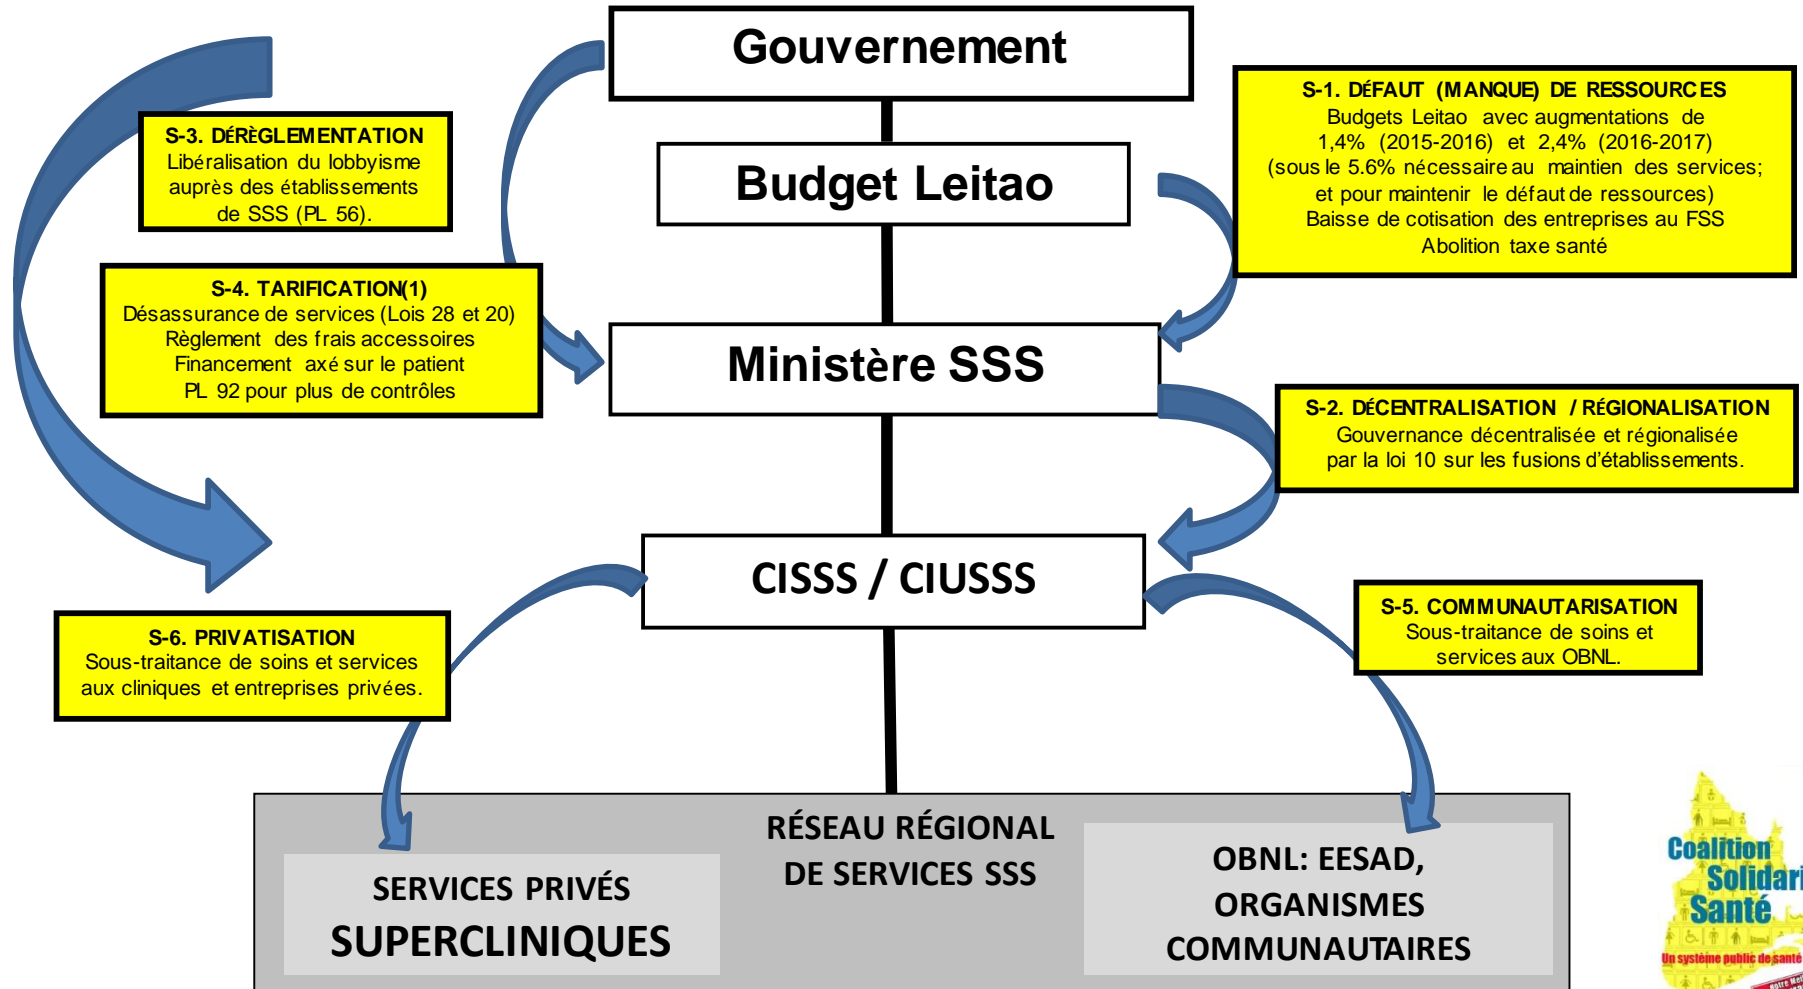 Gouvernement
S-3. DÉRÈGLEMENTATION
Libéralisation du lobbyisme
auprès des établissements
de SSS (PL 56).
Budget Leitao
S-1. DÉFAUT (MANQUE) DE RESSOURCES
Budgets Leitao avec augmentations de
1,4% (2015-2016) et 2,4% (2016-2017)
(sous le 5.6% nécessaire au maintien des services;
et pour maintenir le défaut de ressources)
Baisse de cotisation des entreprises au FSS
Abolition taxe santé
S-4. TARIFICATION(1)
Désassurance de services (Lois 28 et 20)
Règlement des frais accessoires
Financement axé sur le patient
PL 92 pour plus de contrôles
Ministère SSS
S-2. DÉCENTRALISATION / RÉGIONALISATION
Gouvernance décentralisée et régionalisée
par la loi 10 sur les fusions d'établissements.
CISSS / CIUSSS
S-6. PRIVATISATION
Sous-traitance de soins et services
aux cliniques et entreprises privées.
S-5. COMMUNAUTARISATION
Sous-traitance de soins et
services aux OBNL.
RÉSEAU RÉGIONAL
DE SERVICES SSS
SERVICES PRIVÉS
SUPERCLINIQUES
OBNL: EESAD,
ORGANISMES
COMMUNAUTAIRES
Coalition
Solidari
Santé
Un système public de santé